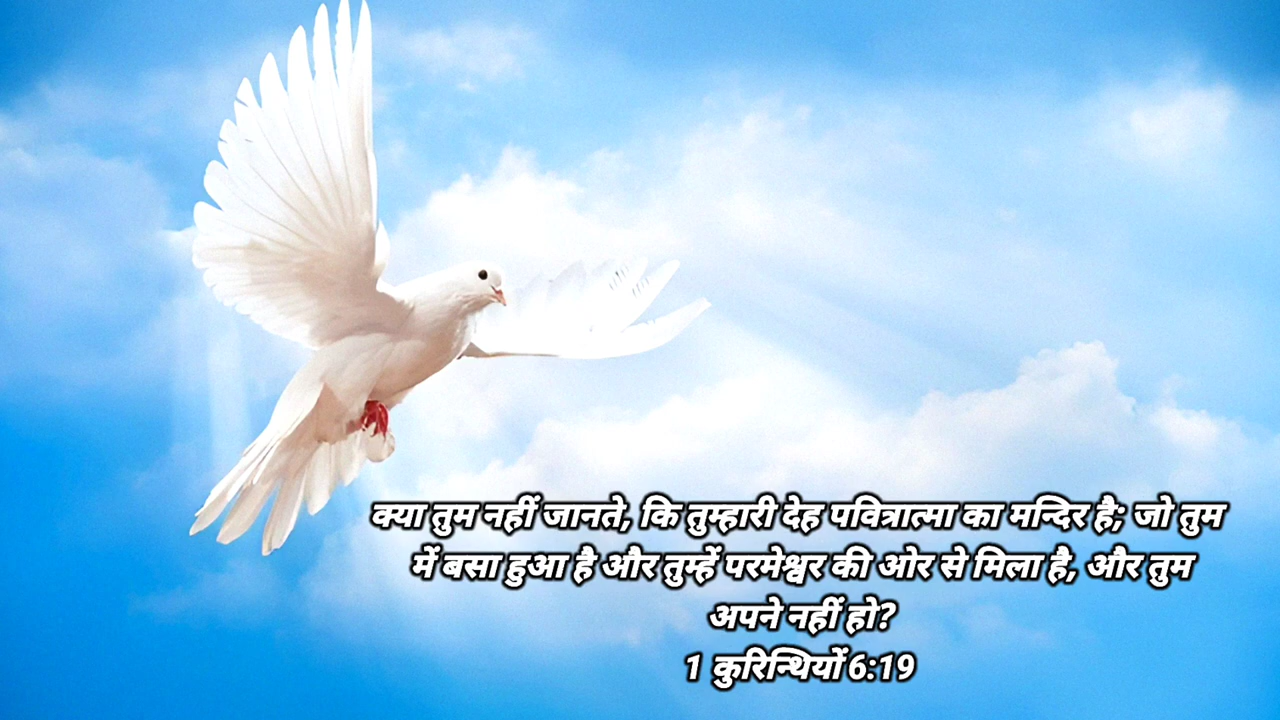 क्या तुम नहीं जानते, कि तुम्हारी देह पवित्रात्मा का मन्दिर है; जो तुम
में बसा हुआ है और तुम्हें परमेश्वर की ओर से मिला है, और तुम
अपने नहीं हो?
1 कुरिन्थियों 6:19